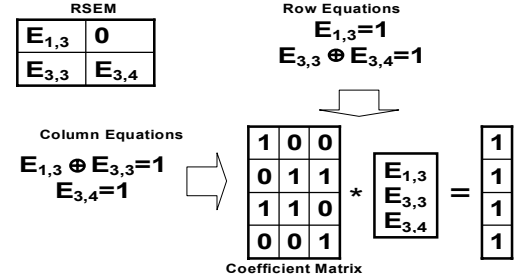 RSEM
E1,3 0
E3,3 E3,4
Row Equations
E1,3=1
E3,3 ⊕ E3,4=1
Column Equations
E1,3 ⊕ E3,3=1
E3,4=1
1 0 0
0 1 1
1 1 0
0 0 1
Coefficient Matrix
*
E1,3
E3,3
E3,4
=
1
1
1
1